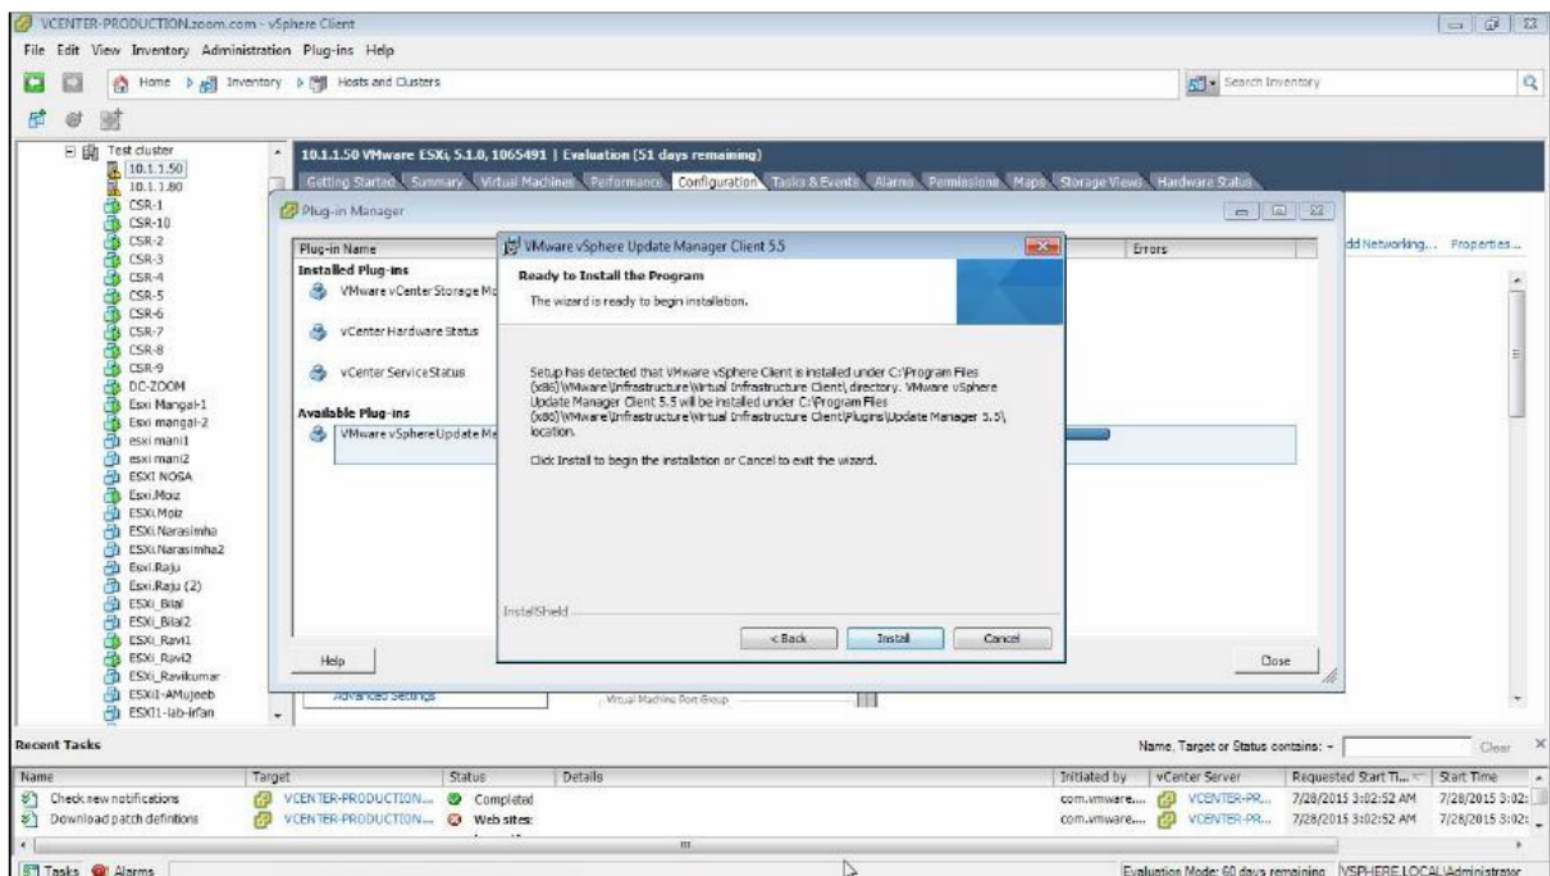 VCENTER-PRODUCTION.zoom.com - vSphere Client
File Edit View Inventory Administration Plug-ins Help
Home Inventory Hosts and Clusters
Search Inventory
Test cluster
10.1.1.50
10.1.1.80
CSR-1
CSR-10
CSR-2
CSR-3
CSR-4
CSR-5
CSR-6
CSR-7
CSR-8
CSR-9
DC-ZOOM
Esxi Mangal-1
Esxi mangal-2
esxi mani1
esxi mani2
ESXI NOSA
Esxi.Moiz
ESXi.Moiz
ESXi.Narasimha
ESXi.Narasimha2
Esxi.Raju
Esxi.Raju (2)
ESXi_Bilal
ESXi_Bilal2
ESXi_Ravi1
ESXi_Ravi2
ESXi_Ravikumar
ESXi1-AMujeeb
ESXI1-lab-irfan
10.1.1.50 VMware ESXi, 5.1.0, 1065491 | Evaluation (51 days remaining)
Getting Started Summary Virtual Machines Performance Configuration Tasks & Events Alarms Permissions Maps Storage Views Hardware Status
dd Networking... Properties...
Plug-in Manager
Plug-in Name
Errors
Installed Plug-ins
VMware vCenter Storage Mo
vCenter Hardware Status
vCenter Service Status
Available Plug-ins
VMware vSphere Update Ma
Help
Close
VMware vSphere Update Manager Client 5.5
Ready to Install the Program
The wizard is ready to begin installation.
Setup has detected that VMware vSphere Client is installed under C:\Program Files
(x86)\VMware\Infrastructure\Virtual Infrastructure Client\ directory. VMware vSphere
Update Manager Client 5.5 will be installed under C:\Program Files
(x86)\VMware\Infrastructure\Virtual Infrastructure Client\Plugins\Update Manager 5.5\
location.
Click Install to begin the installation or Cancel to exit the wizard.
InstallShield
< Back Install Cancel
Advanced Settings
Virtual Machine Port Group
Recent Tasks
Name, Target or Status contains: Clear
Name Target Status Details Initiated by vCenter Server Requested Start Ti... Start Time
Check new notifications VCENTER-PRODUCTION.... Completed com.vmware.... VCENTER-PR... 7/28/2015 3:02:52 AM 7/28/2015 3:02:
Download patch definitions VCENTER-PRODUCTION.... Web sites: com.vmware.... VCENTER-PR... 7/28/2015 3:02:52 AM 7/28/2015 3:02:
Tasks Alarms
Evaluation Mode: 60 days remaining VSPHERE.LOCAL\Administrator